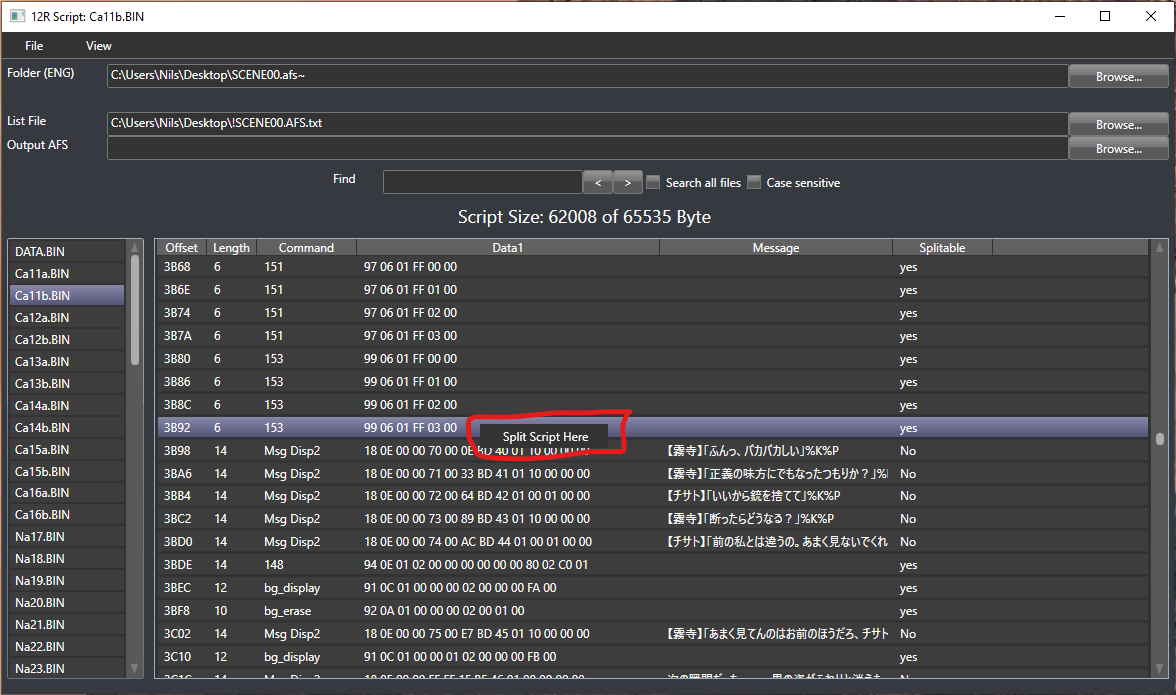 12R Script: Ca11b.BIN
File View
Folder (ENG) C:\Users\Nils\Desktop\SCENE00.afs~ Browse...
List File C:\Users\Nils\Desktop\!SCENE00.AFS.txt Browse...
Output AFS Browse...
Find < > Search all files Case sensitive
Script Size: 62008 of 65535 Byte
DATA.BIN
Ca11a.BIN
Ca11b.BIN
Ca12a.BIN
Ca12b.BIN
Ca13a.BIN
Ca13b.BIN
Ca14a.BIN
Ca14b.BIN
Ca15a.BIN
Ca15b.BIN
Ca16a.BIN
Ca16b.BIN
Na17.BIN
Na18.BIN
Na19.BIN
Na20.BIN
Na21.BIN
Na22.BIN
Na23.BIN
Offset Length Command Data1 Message Splitable
3B68 6 151 97 06 01 FF 00 00 yes
3B6E 6 151 97 06 01 FF 01 00 yes
3B74 6 151 97 06 01 FF 02 00 yes
3B7A 6 151 97 06 01 FF 03 00 yes
3B80 6 153 99 06 01 FF 00 00 yes
3B86 6 153 99 06 01 FF 01 00 yes
3B8C 6 153 99 06 01 FF 02 00 yes
3B92 6 153 99 06 01 FF 03 00 yes
Split Script Here
3B98 14 Msg Disp2 18 0E 00 00 70 00 0E BD 40 01 10 00 00 00 【霧寺】「ふんっ、バカバカしい」%K%P No
3BA6 14 Msg Disp2 18 0E 00 00 71 00 33 BD 41 01 10 00 00 00 【霧寺】「正義の味方にでもなったつもりか?」% No
3BB4 14 Msg Disp2 18 0E 00 00 72 00 64 BD 42 01 00 01 00 00 【チサト】「いいから銃を捨てて」%K%P No
3BC2 14 Msg Disp2 18 0E 00 00 73 00 89 BD 43 01 10 00 00 00 【霧寺】「断ったらどうなる?」%K%P No
3BD0 14 Msg Disp2 18 0E 00 00 74 00 AC BD 44 01 00 01 00 00 【チサト】「前の私とは違うの。あまく見ないでくれ No
3BDE 14 148 94 0E 01 02 00 00 00 00 00 00 80 02 C0 01 yes
3BEC 12 bg_display 91 0C 01 00 00 00 02 00 00 00 FA 00 yes
3BF8 10 bg_erase 92 0A 01 00 00 00 02 00 01 00 yes
3C02 14 Msg Disp2 18 0E 00 00 75 00 E7 BD 45 01 10 00 00 00 【霧寺】「あまく見てんのはお前のほうだろ、チサト No
3C10 12 bg_display 91 0C 01 00 00 01 02 00 00 00 FB 00 yes